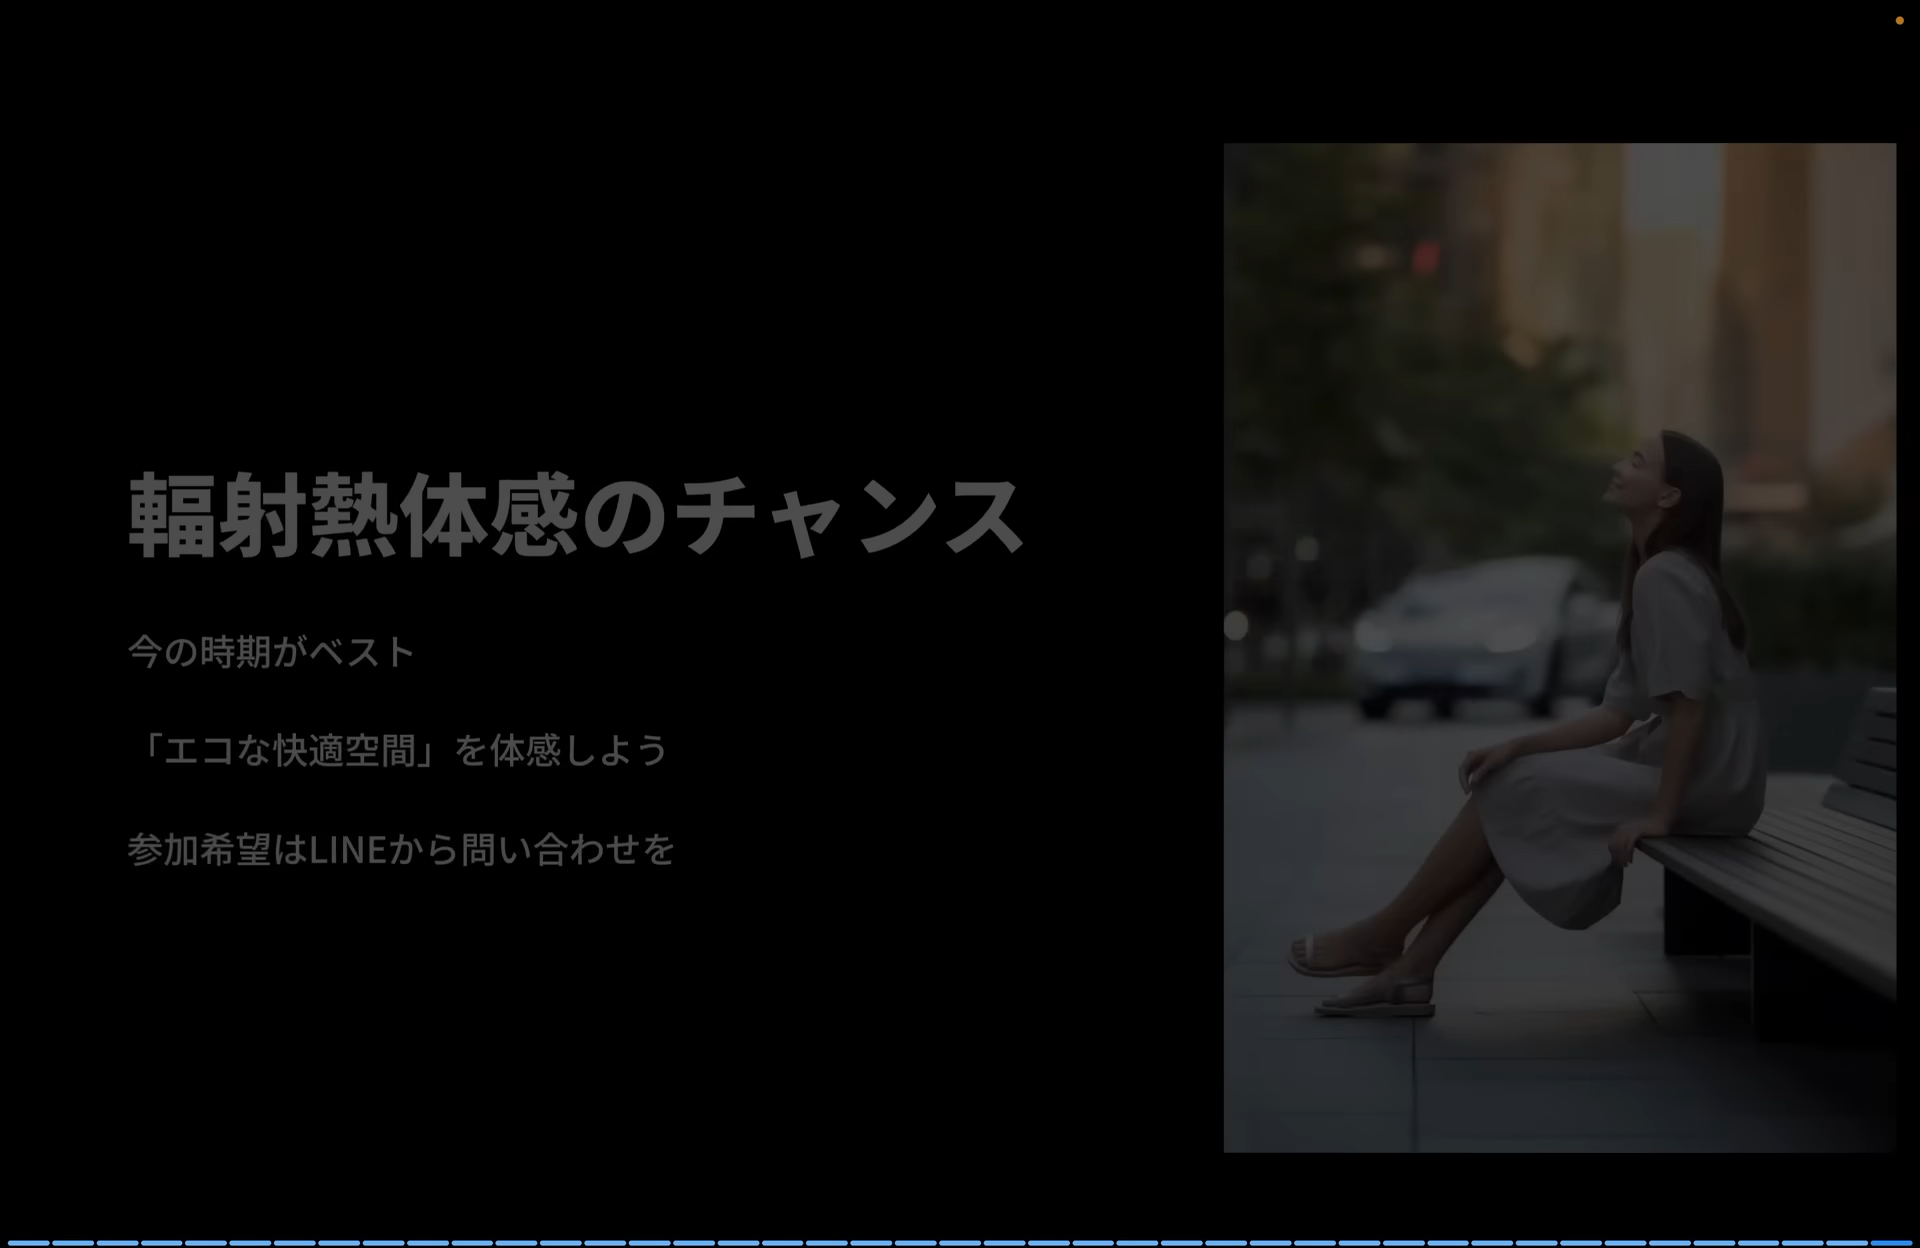 輻射熱体感のチャンス
今の時期がベスト
「エコな快適空間」を体感しよう
参加希望はLINEから問い合わせを